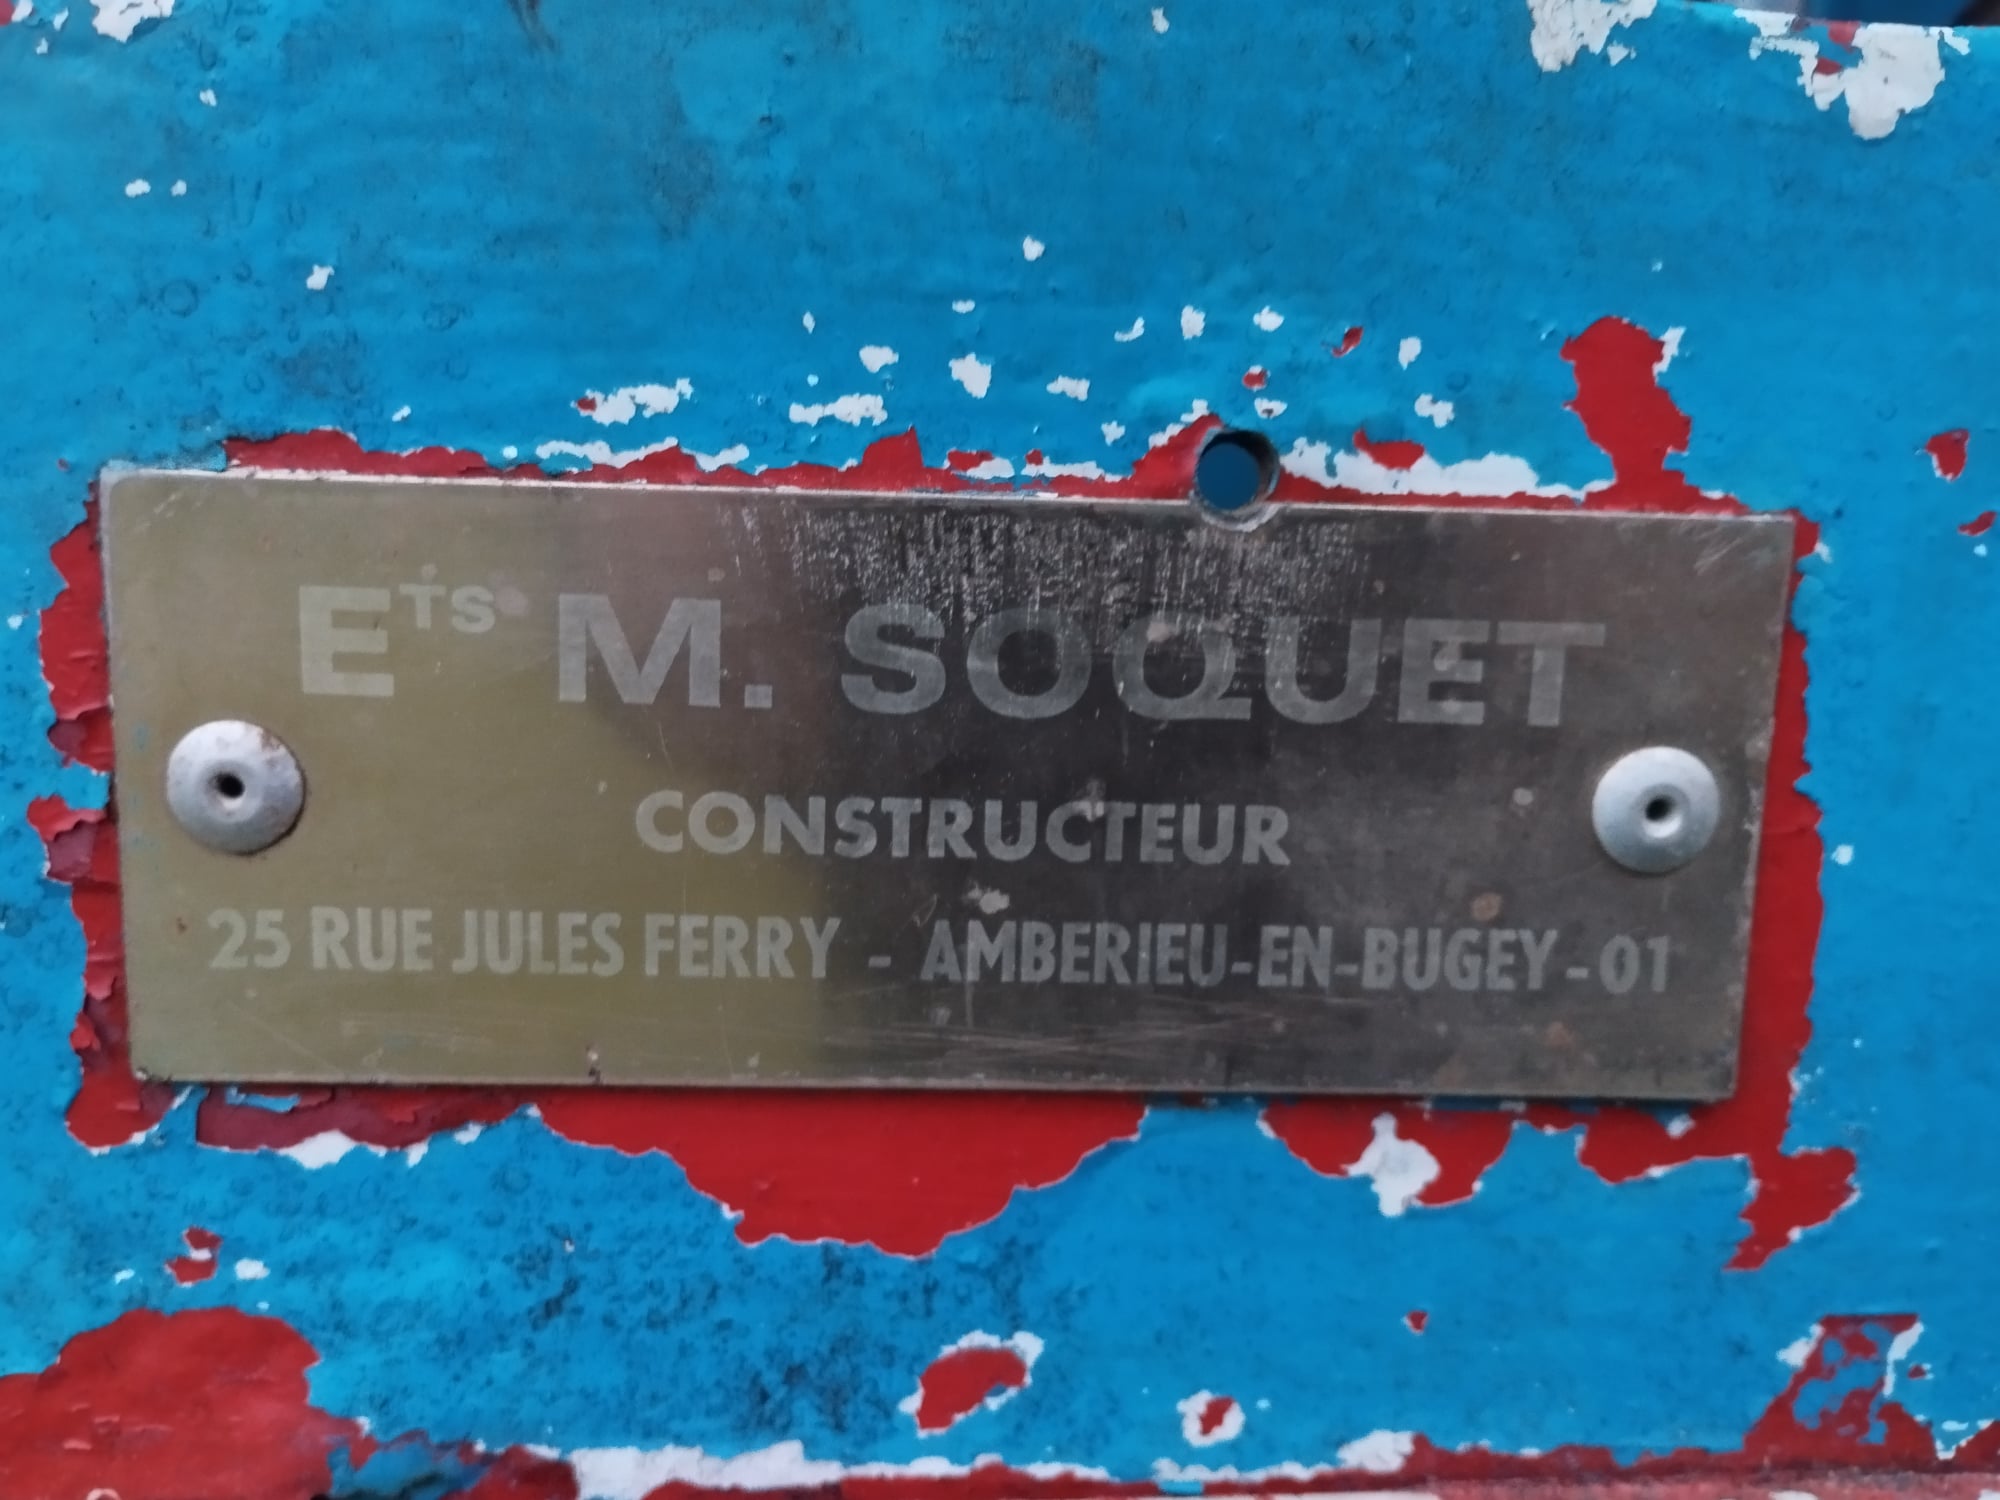 ETS M. SOQUET
CONSTRUCTEUR
25 RUE JULES FERRY - AMBERIEU-EN-BUGEY - 01